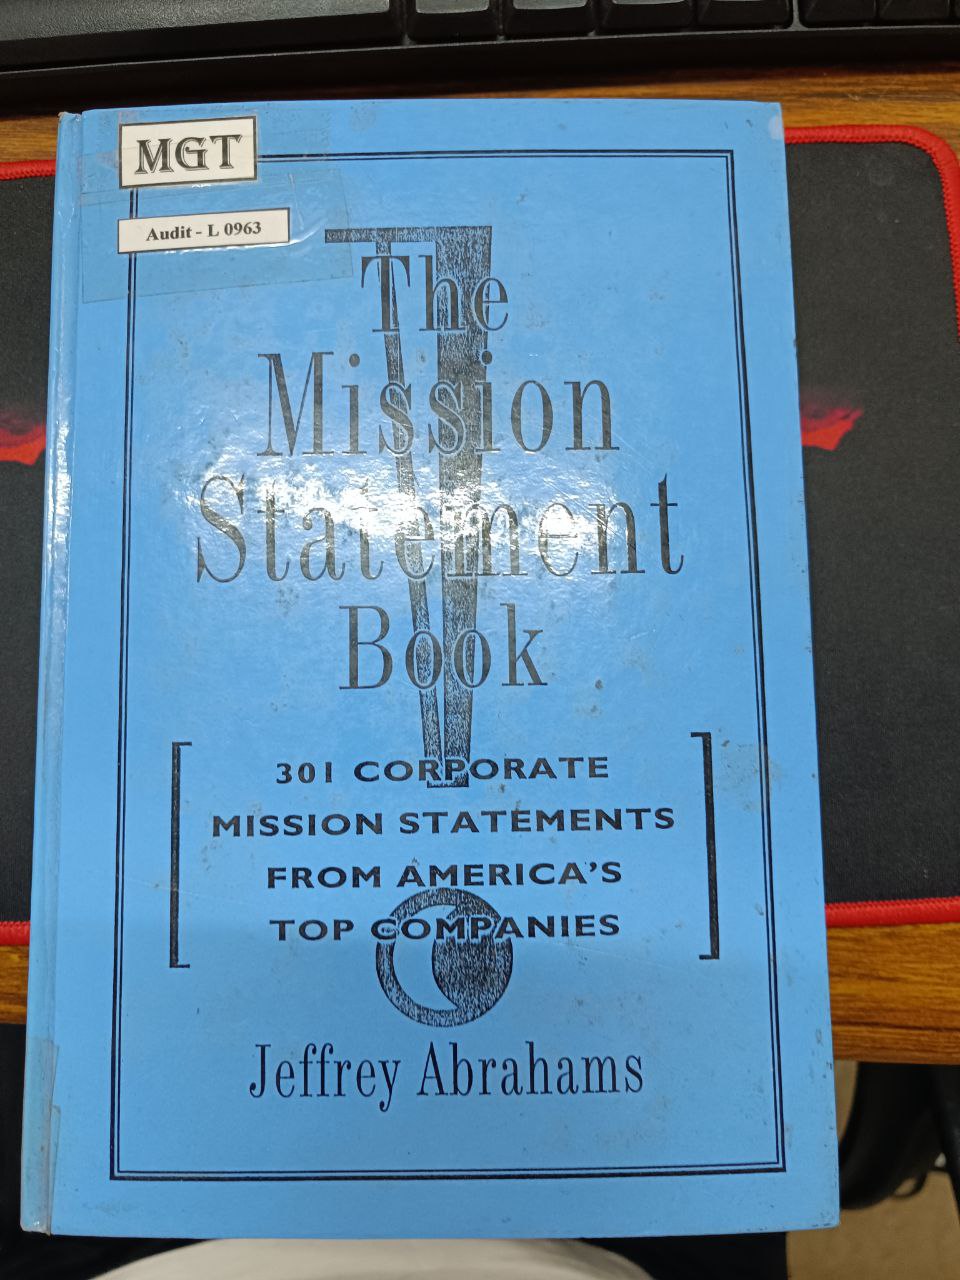 MGT
Audit - L 0963
The
Mission
Statement
Book
301 CORPORATE
MISSION STATEMENTS
FROM AMERICA'S
TOP COMPANIES
Jeffrey Abrahams